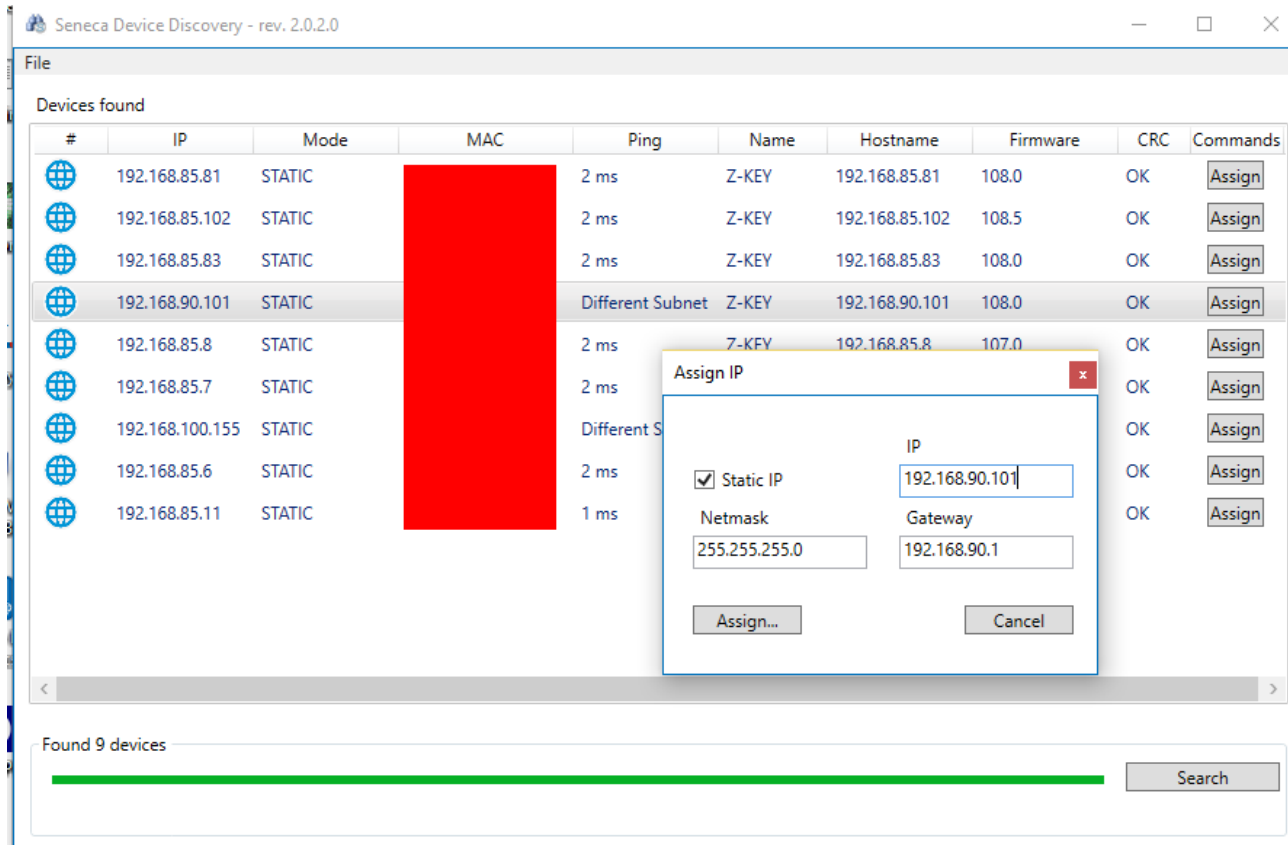 Seneca Device Discovery - rev. 2.0.2.0
File
Devices found
# IP Mode MAC Ping Name Hostname Firmware CRC Commands
192.168.85.81 STATIC 2 ms Z-KEY 192.168.85.81 108.0 OK Assign
192.168.85.102 STATIC 2 ms Z-KEY 192.168.85.102 108.5 OK Assign
192.168.85.83 STATIC 2 ms Z-KEY 192.168.85.83 108.0 OK Assign
192.168.90.101 STATIC Different Subnet Z-KEY 192.168.90.101 108.0 OK Assign
192.168.85.8 STATIC 2 ms Z-KEY 192.168.85.8 107.0 OK Assign
192.168.85.7 STATIC 2 ms OK Assign
192.168.100.155 STATIC Different S OK Assign
192.168.85.6 STATIC 2 ms OK Assign
192.168.85.11 STATIC 1 ms OK Assign
Assign IP
x
IP
Static IP 192.168.90.101
Netmask Gateway
255.255.255.0 192.168.90.1
Assign... Cancel
Found 9 devices
Search